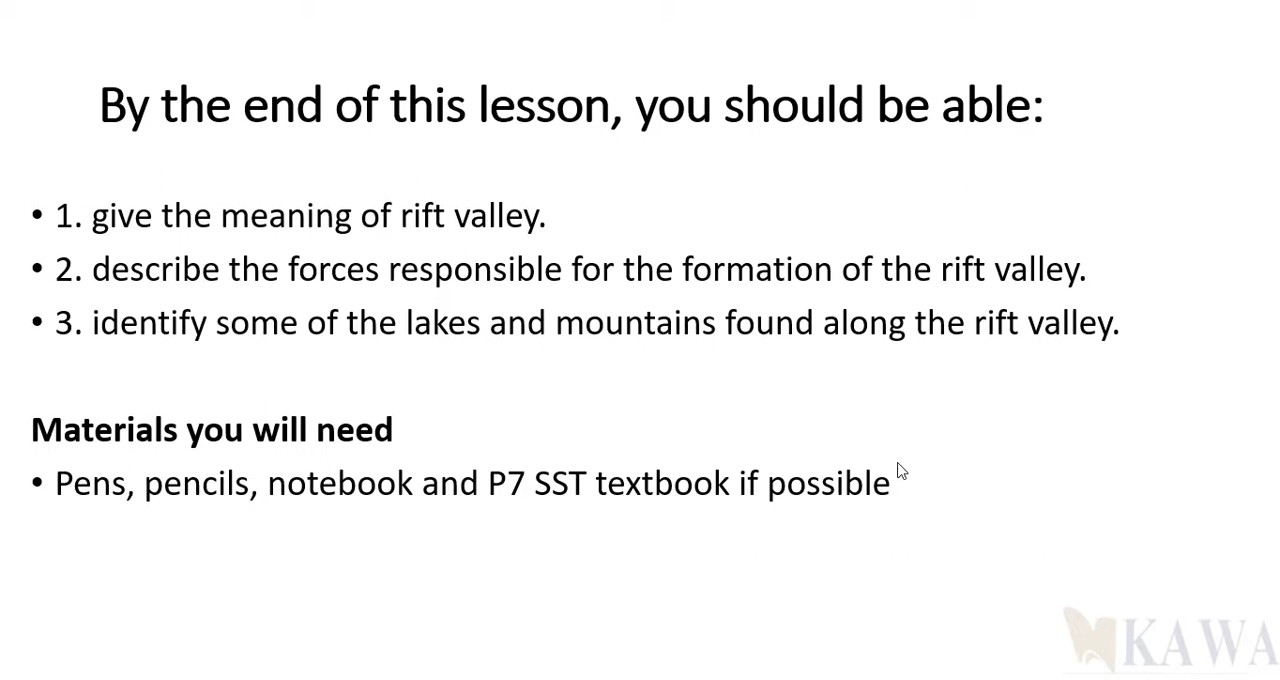 By the end of this lesson, you should be able:
• 1. give the meaning of rift valley.
• 2. describe the forces responsible for the formation of the rift valley.
• 3. identify some of the lakes and mountains found along the rift valley.
Materials you will need
• Pens, pencils, notebook and P7 SST textbook if possible
KAWA